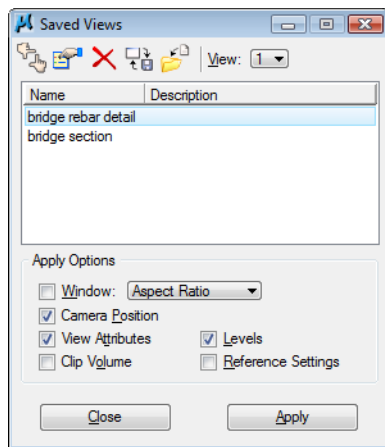 Saved Views
View: 1
Name Description
bridge rebar detail
bridge section
Apply Options
Window: Aspect Ratio
Camera Position
View Attributes Levels
Clip Volume Reference Settings
Close Apply